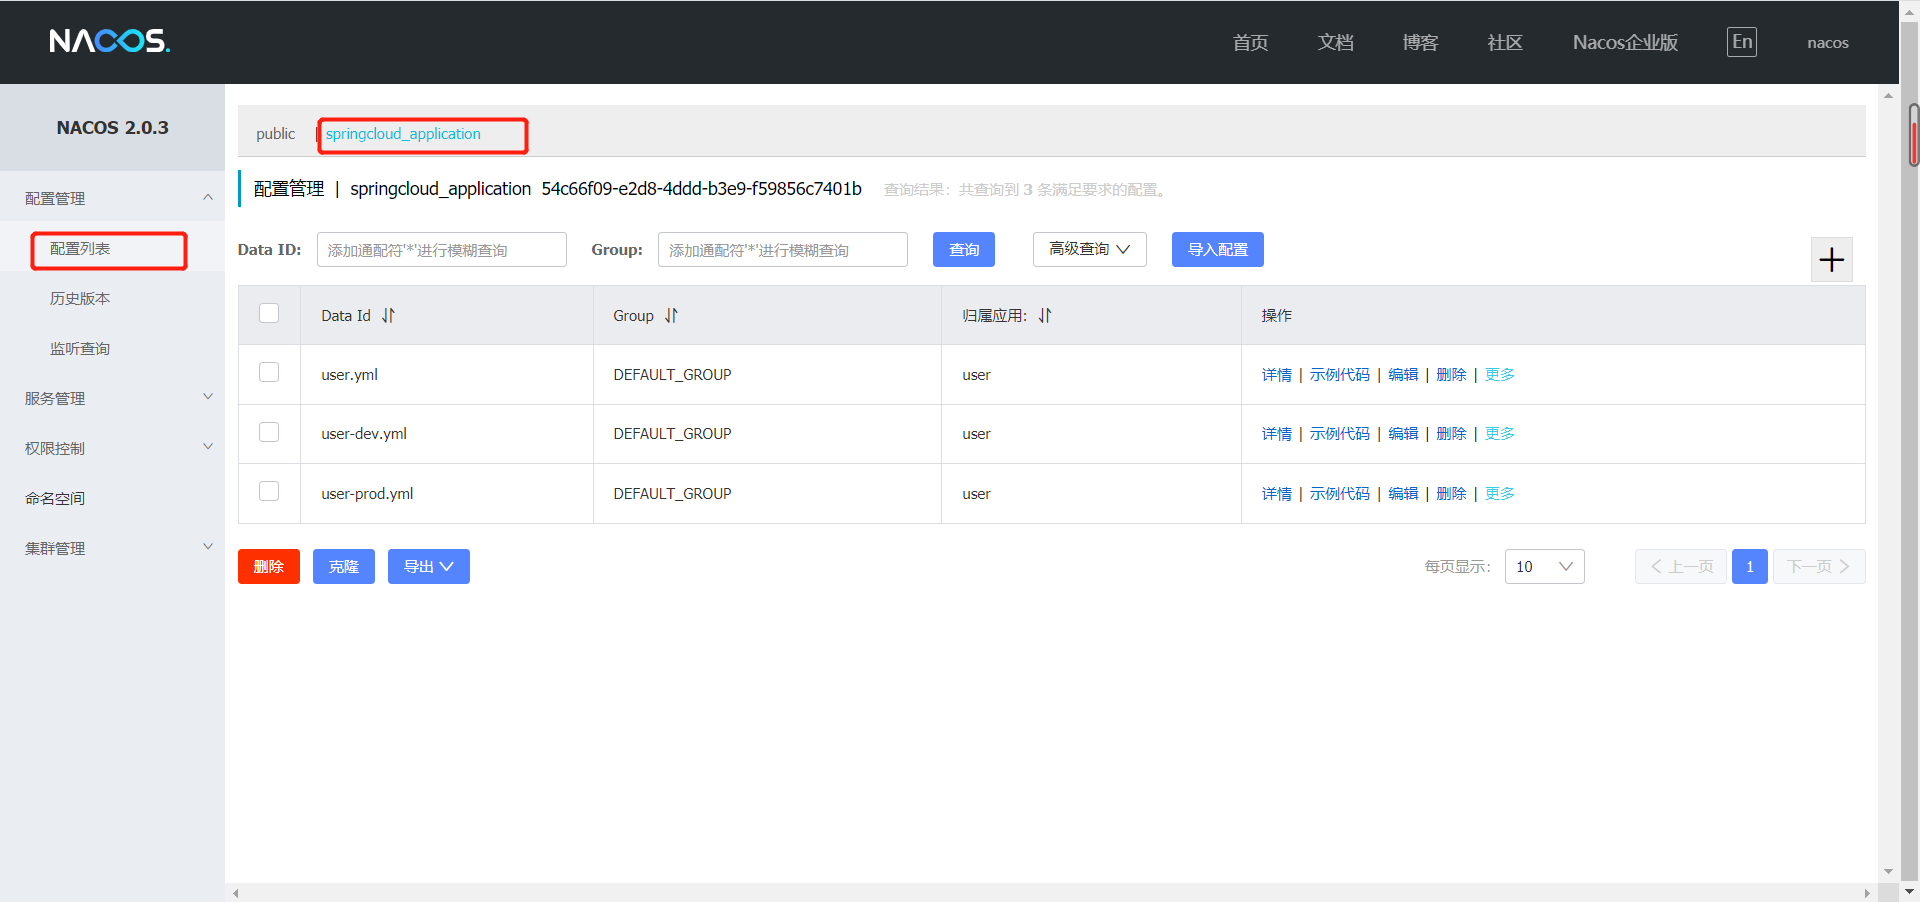 NACOS.
首页 文档 博客 社区 Nacos企业版 En nacos
NACOS 2.0.3
配置管理
配置列表
历史版本
监听查询
服务管理
权限控制
命名空间
集群管理
public | springcloud_application
配置管理 | springcloud_application 54c66f09-e2d8-4ddd-b3e9-f59856c7401b 查询结果：共查询到 3 条满足要求的配置。
Data ID: 添加通配符'*'进行模糊查询 Group: 添加通配符'*'进行模糊查询 查询 高级查询 导入配置
Data Id Group 归属应用: 操作
user.yml DEFAULT_GROUP user 详情 | 示例代码 | 编辑 | 删除 | 更多
user-dev.yml DEFAULT_GROUP user 详情 | 示例代码 | 编辑 | 删除 | 更多
user-prod.yml DEFAULT_GROUP user 详情 | 示例代码 | 编辑 | 删除 | 更多
删除 克隆 导出 每页显示: 10 上一页 1 下一页